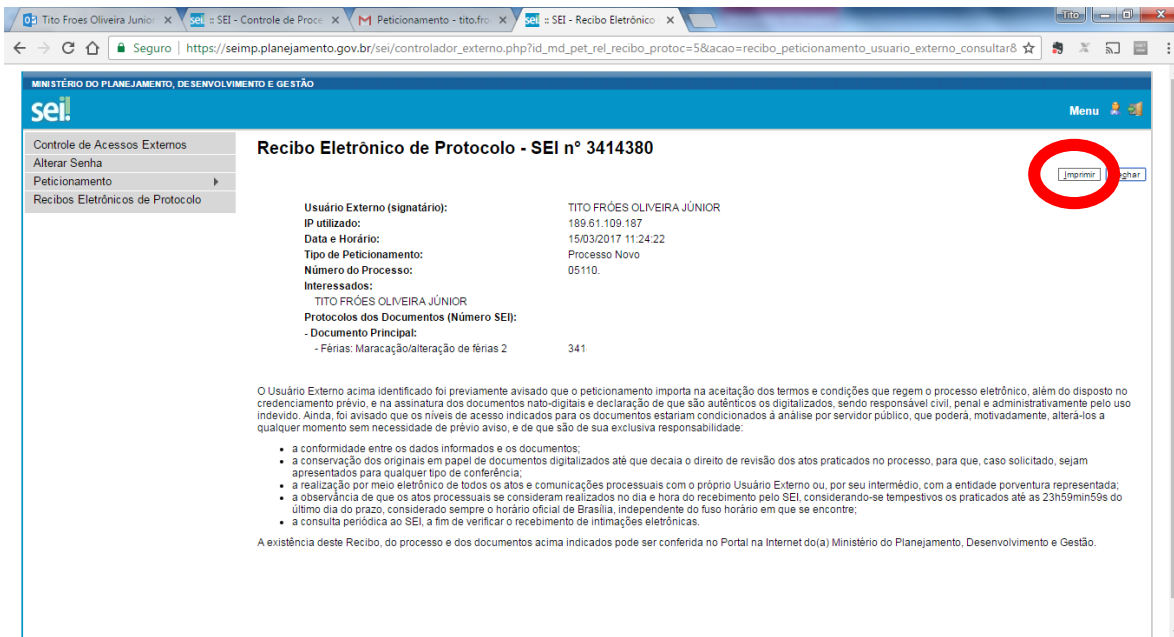 Tito Froes Oliveira Junior
sei. :: SEI - Controle de Proce
Peticionamento - tito.fro
sei. :: SEI - Recibo Eletrônico
Tito
Seguro | https://seimp.planejamento.gov.br/sei/controlador_externo.php?id_md_pet_rel_recibo_protoc=5&acao=recibo_peticionamento_usuario_externo_consultar&
MINISTÉRIO DO PLANEJAMENTO, DESENVOLVIMENTO E GESTÃO
sei!
Menu
Controle de Acessos Externos
Alterar Senha
Peticionamento
Recibos Eletrônicos de Protocolo
Recibo Eletrônico de Protocolo - SEI nº 3414380
Imprimir
Usuário Externo (signatário): TITO FRÓES OLIVEIRA JÚNIOR
IP utilizado: 189.61.109.187
Data e Horário: 15/03/2017 11:24:22
Tipo de Peticionamento: Processo Novo
Número do Processo: 05110.
Interessados:
TITO FRÓES OLIVEIRA JÚNIOR
Protocolos dos Documentos (Número SEI):
- Documento Principal:
- Férias: Maracação/alteração de férias 2 341
O Usuário Externo acima identificado foi previamente avisado que o peticionamento importa na aceitação dos termos e condições que regem o processo eletrônico, além do disposto no
credenciamento prévio, e na assinatura dos documentos nato-digitais e declaração de que são autênticos os digitalizados, sendo responsável civil, penal e administrativamente pelo uso
indevido. Ainda, foi avisado que os níveis de acesso indicados para os documentos estariam condicionados à análise por servidor público, que poderá, motivadamente, alterá-los a
qualquer momento sem necessidade de prévio aviso, e de que são de sua exclusiva responsabilidade:
• a conformidade entre os dados informados e os documentos;
• a conservação dos originais em papel de documentos digitalizados até que decaia o direito de revisão dos atos praticados no processo, para que, caso solicitado, sejam
apresentados para qualquer tipo de conferência;
• a realização por meio eletrônico de todos os atos e comunicações processuais com o próprio Usuário Externo ou, por seu intermédio, com a entidade porventura representada;
• a observância de que os atos processuais se consideram realizados no dia e hora do recebimento pelo SEI, considerando-se tempestivos os praticados até as 23h59min59s do
último dia do prazo, considerado sempre o horário oficial de Brasília, independente do fuso horário em que se encontre;
• a consulta periódica ao SEI, a fim de verificar o recebimento de intimações eletrônicas.
A existência deste Recibo, do processo e dos documentos acima indicados pode ser conferida no Portal na Internet do(a) Ministério do Planejamento, Desenvolvimento e Gestão.